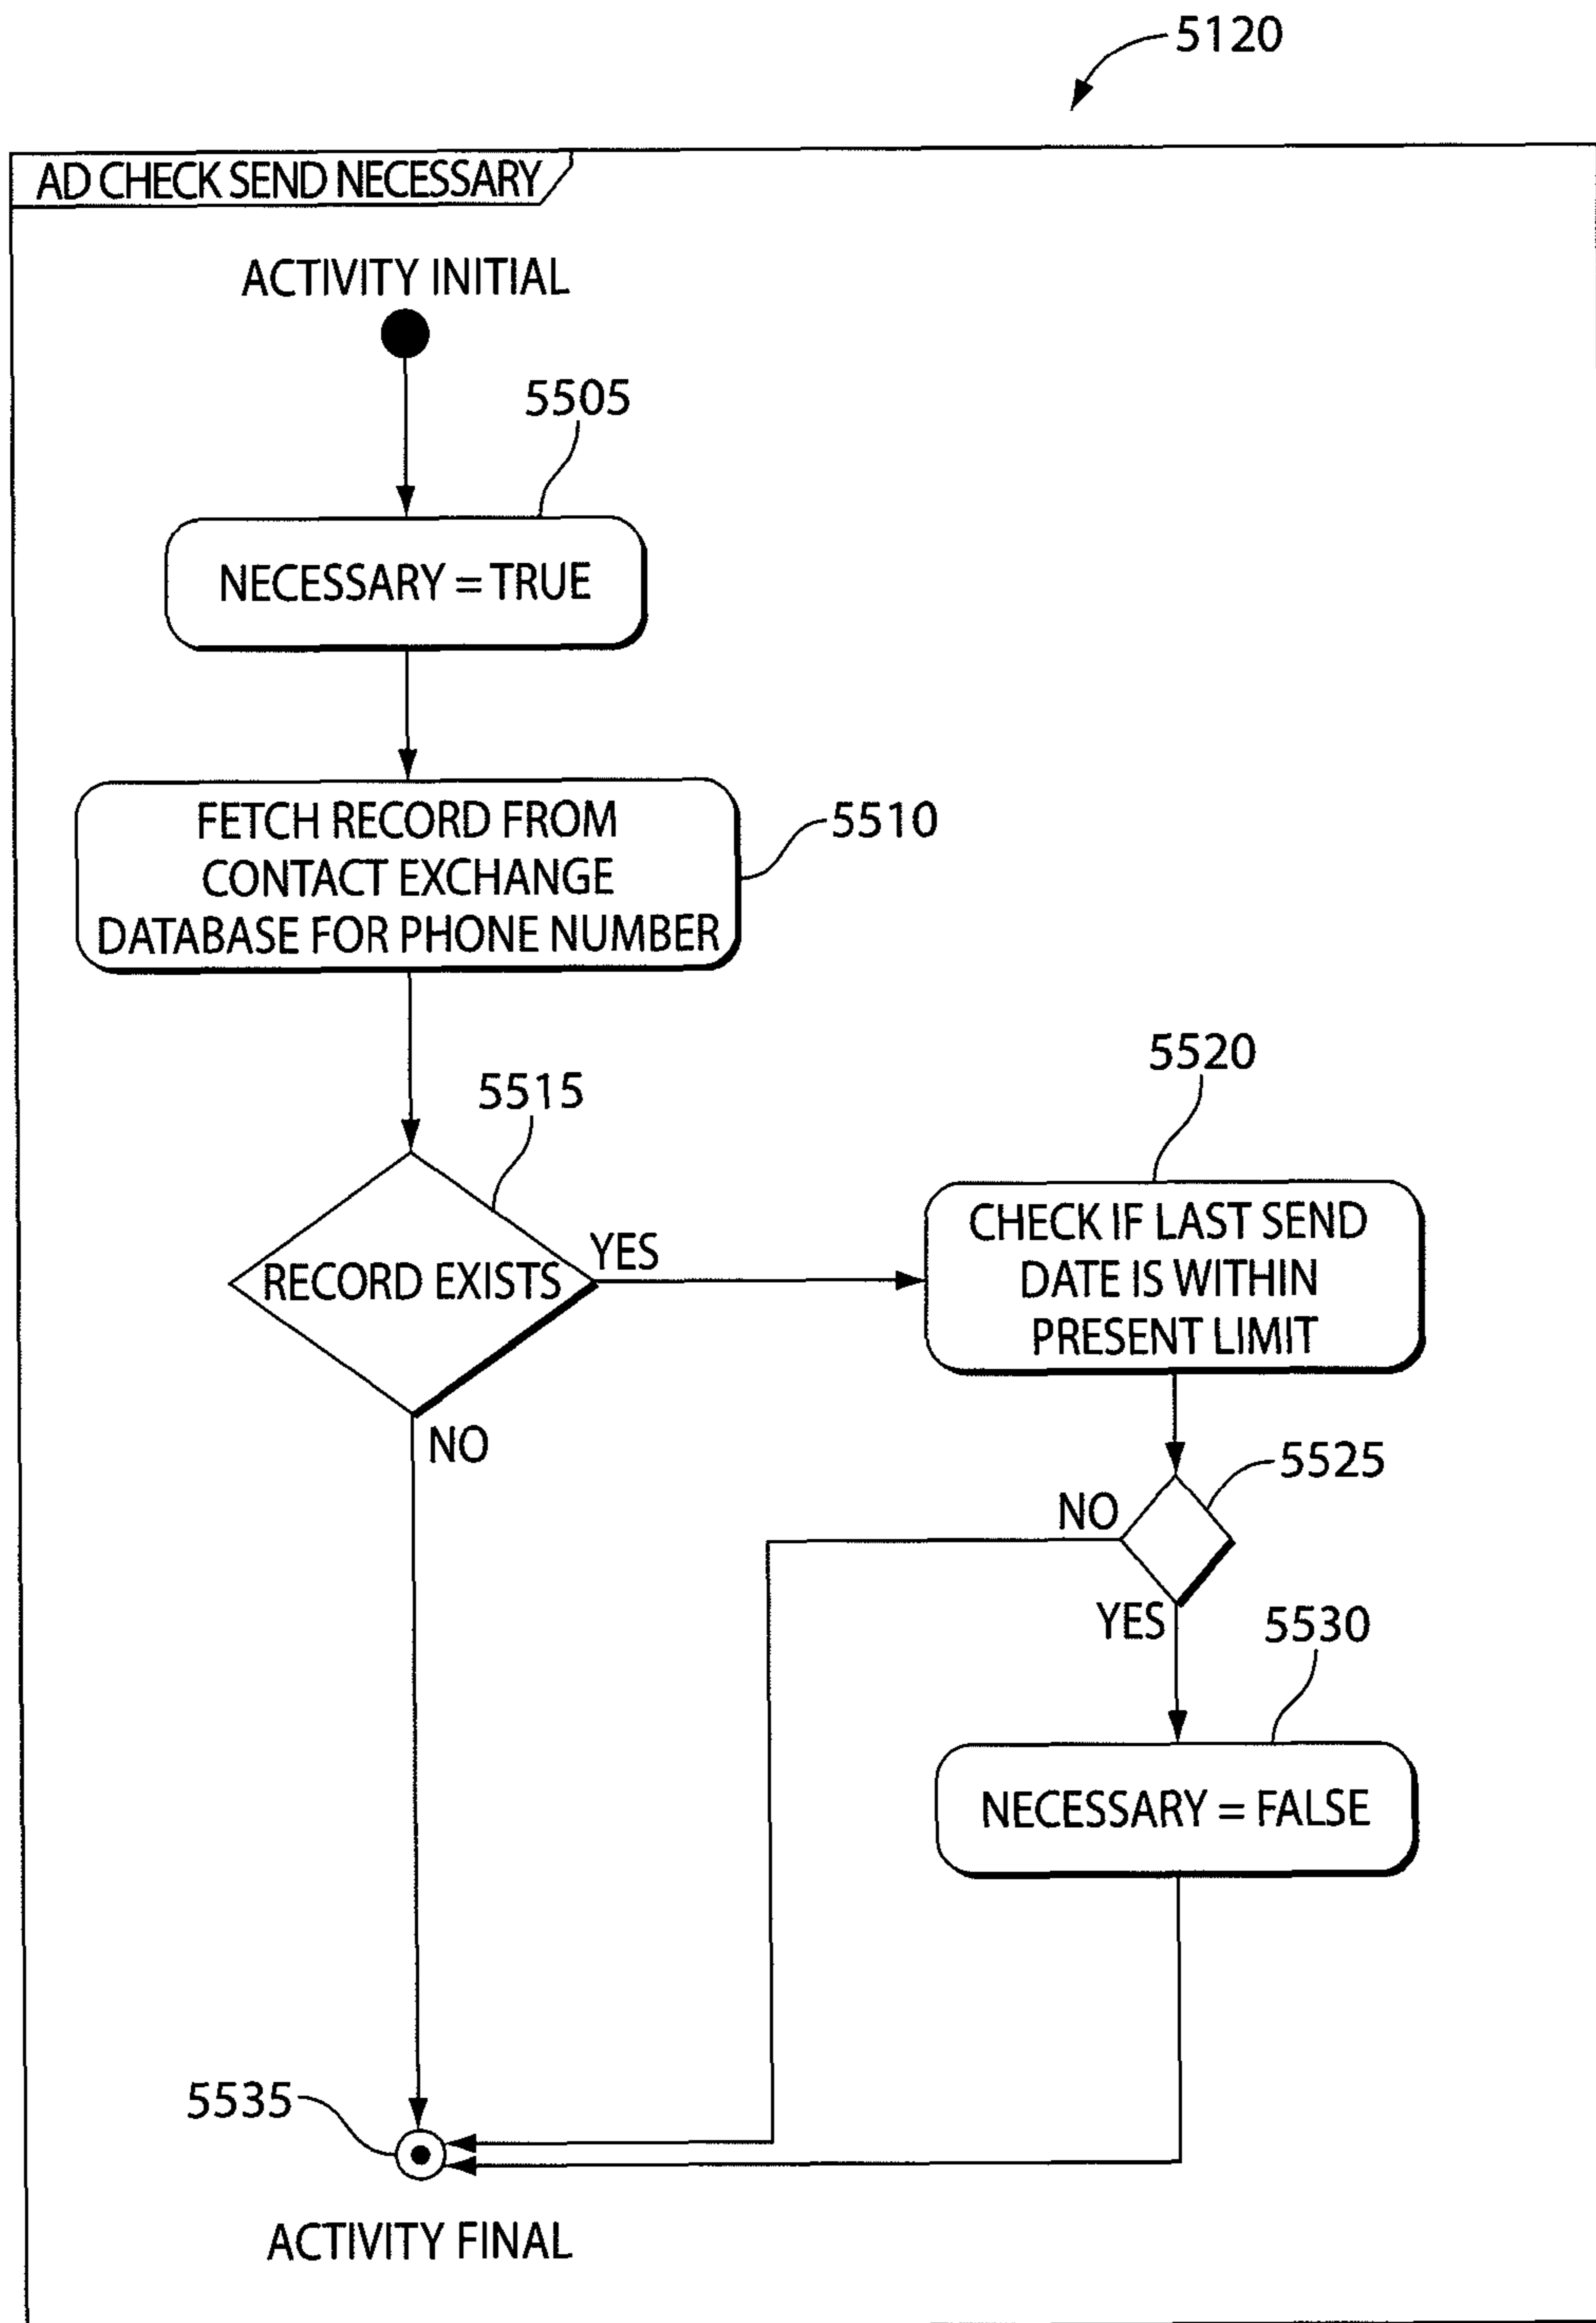 5120
AD CHECK SEND NECESSARY
ACTIVITY INITIAL
5505
NECESSARY = TRUE
FETCH RECORD FROM
CONTACT EXCHANGE
DATABASE FOR PHONE NUMBER
5510
5515
RECORD EXISTS
YES
NO
5520
CHECK IF LAST SEND
DATE IS WITHIN
PRESENT LIMIT
5525
NO
YES
5530
NECESSARY = FALSE
5535
ACTIVITY FINAL